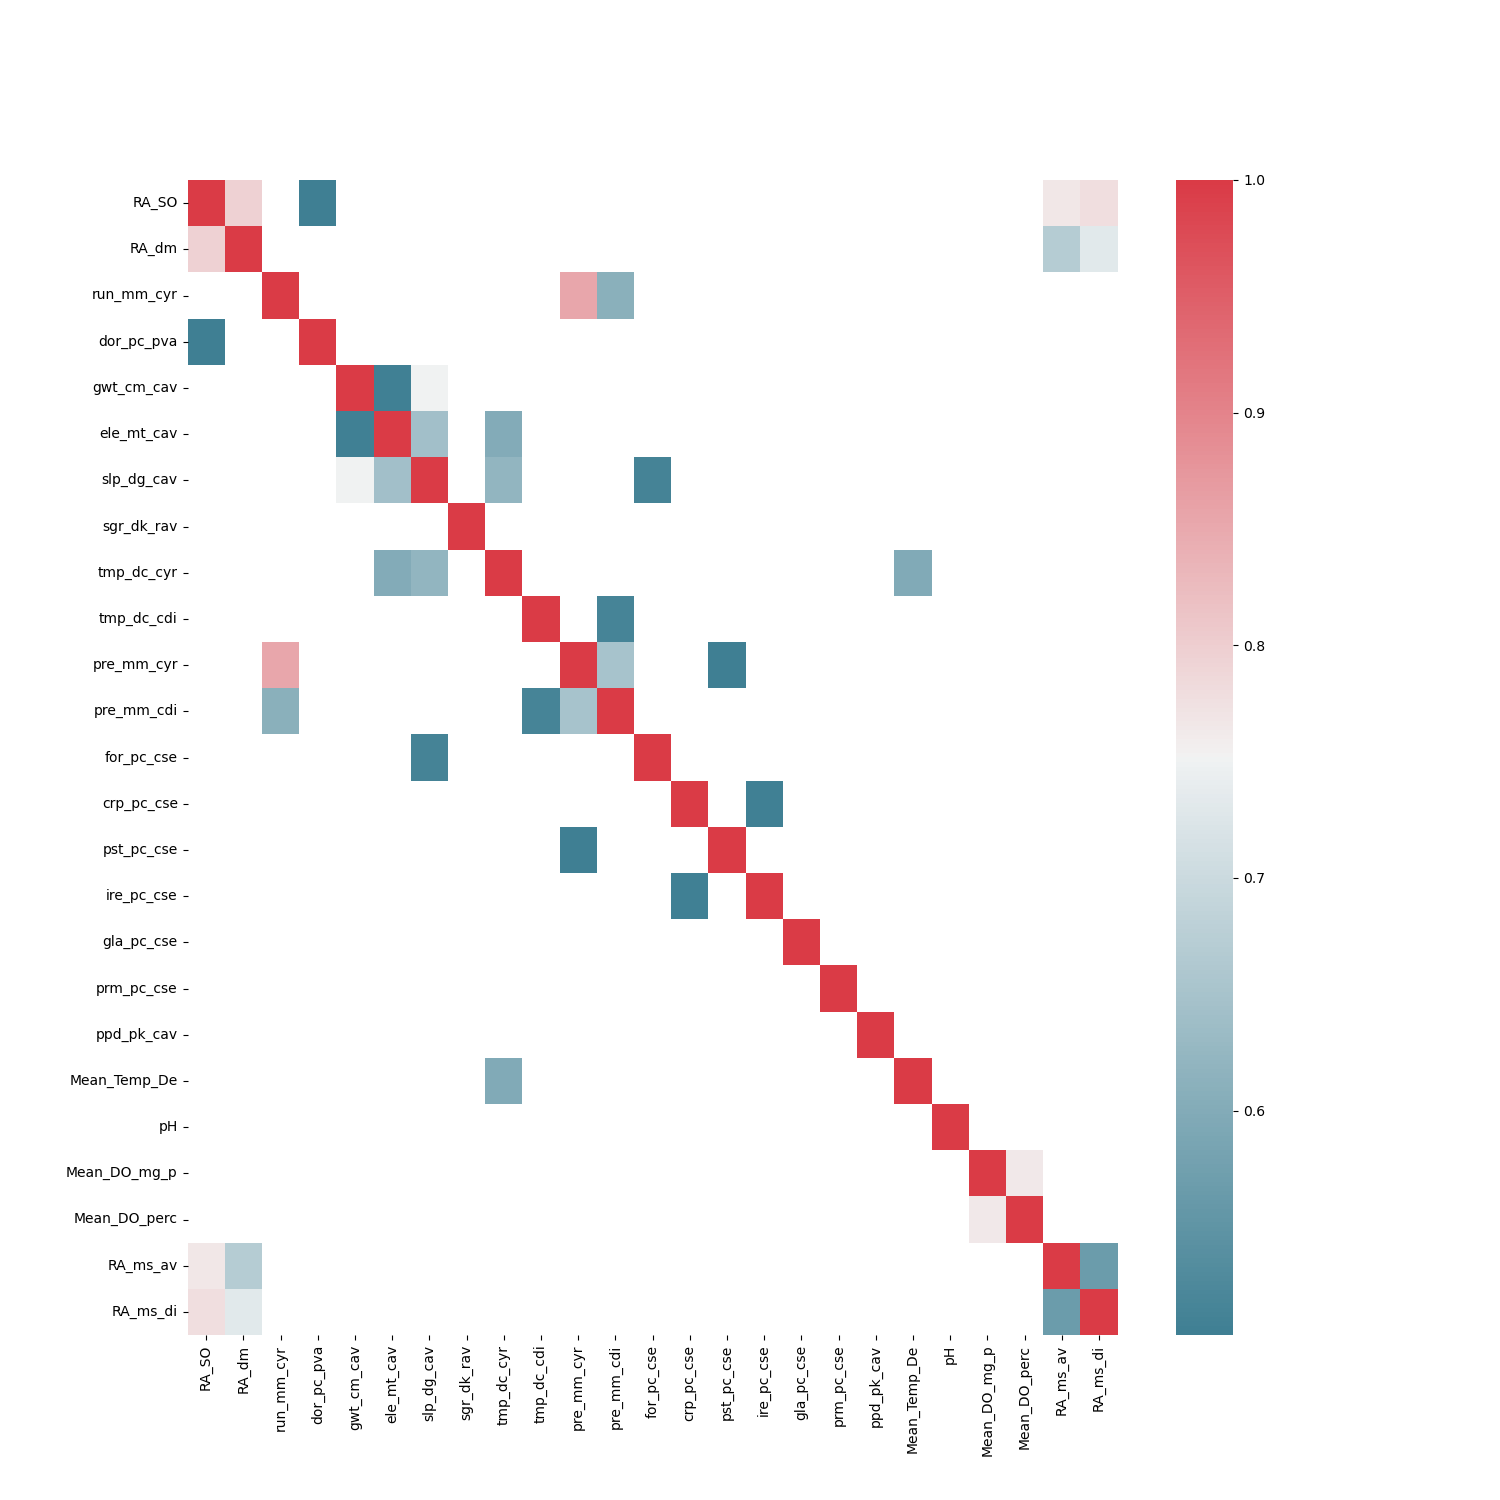 RA_SO
RA_dm
run_mm_cyr
dor_pc_pva
gwt_cm_cav
ele_mt_cav
slp_dg_cav
sgr_dk_rav
tmp_dc_cyr
tmp_dc_cdi
pre_mm_cyr
pre_mm_cdi
for_pc_cse
crp_pc_cse
pst_pc_cse
ire_pc_cse
gla_pc_cse
prm_pc_cse
ppd_pk_cav
Mean_Temp_De
pH
Mean_DO_mg_p
Mean_DO_perc
RA_ms_av
RA_ms_di
RA_SO
RA_dm
run_mm_cyr
dor_pc_pva
gwt_cm_cav
ele_mt_cav
slp_dg_cav
sgr_dk_rav
tmp_dc_cyr
tmp_dc_cdi
pre_mm_cyr
pre_mm_cdi
for_pc_cse
crp_pc_cse
pst_pc_cse
ire_pc_cse
gla_pc_cse
prm_pc_cse
ppd_pk_cav
Mean_Temp_De
pH
Mean_DO_mg_p
Mean_DO_perc
RA_ms_av
RA_ms_di
1.0
0.9
0.8
0.7
0.6